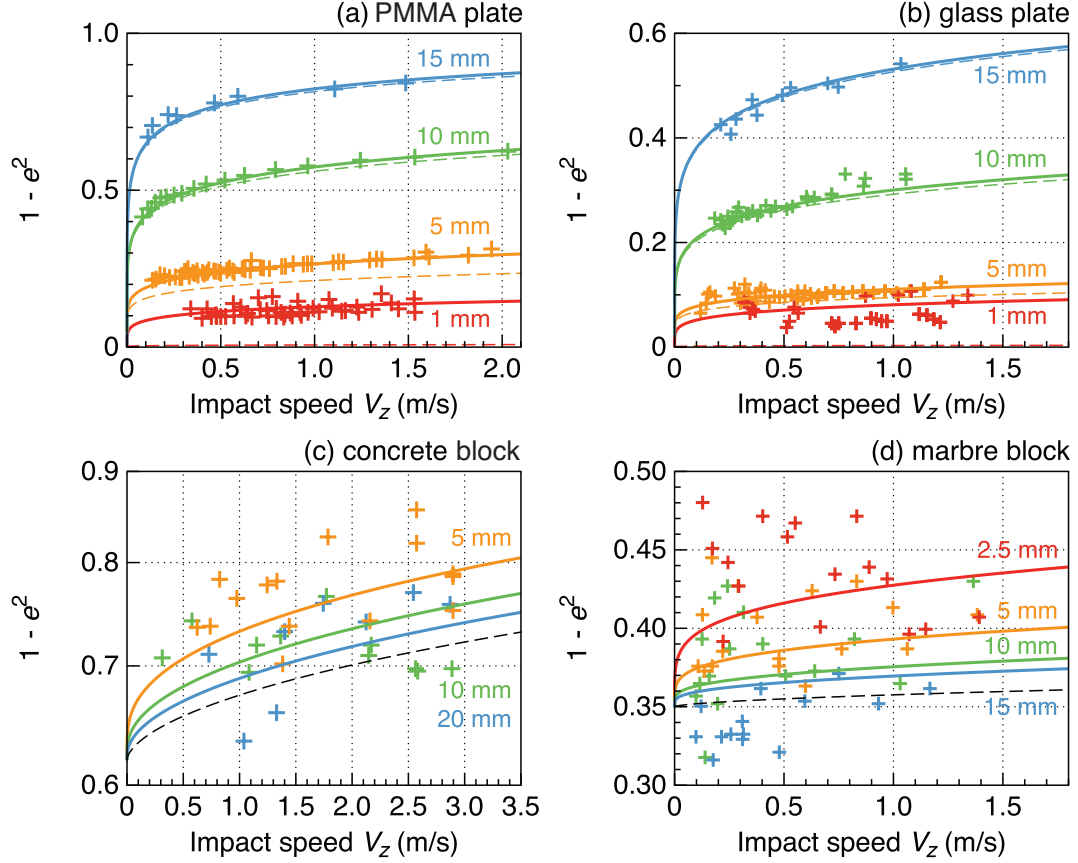 (a) PMMA plate
1.0
0.5
0
1 - e²
15 mm
10 mm
5 mm
1 mm
0 0.5 1.0 1.5 2.0
Impact speed Vz (m/s)
(b) glass plate
0.6
0.4
0.2
0
1 - e²
15 mm
10 mm
5 mm
1 mm
0 0.5 1.0 1.5
Impact speed Vz (m/s)
(c) concrete block
0.9
0.8
0.7
0.6
1 - e²
5 mm
10 mm
20 mm
0 0.5 1.0 1.5 2.0 2.5 3.0 3.5
Impact speed Vz (m/s)
(d) marbre block
0.50
0.45
0.40
0.35
0.30
1 - e²
2.5 mm
5 mm
10 mm
15 mm
0 0.5 1.0 1.5
Impact speed Vz (m/s)